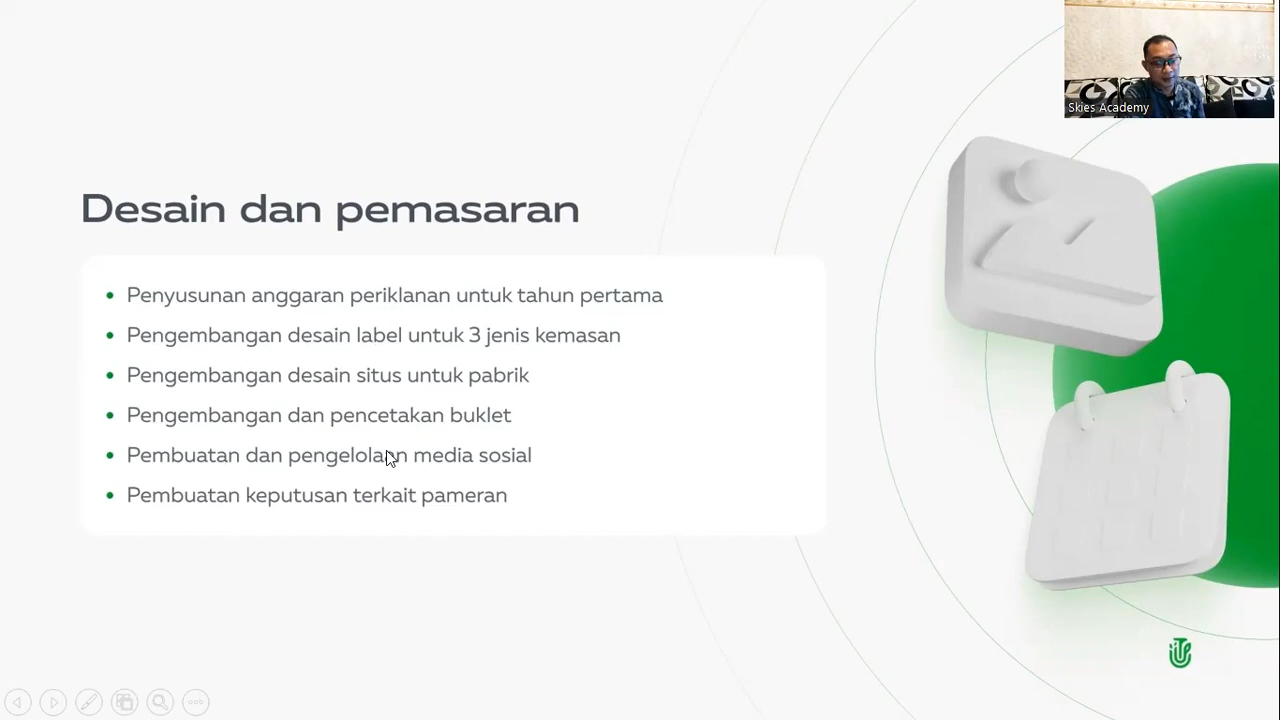 Skies Academy
Desain dan pemasaran
Penyusunan anggaran periklanan untuk tahun pertama
Pengembangan desain label untuk 3 jenis kemasan
Pengembangan desain situs untuk pabrik
Pengembangan dan pencetakan buklet
Pembuatan dan pengelolaan media sosial
Pembuatan keputusan terkait pameran